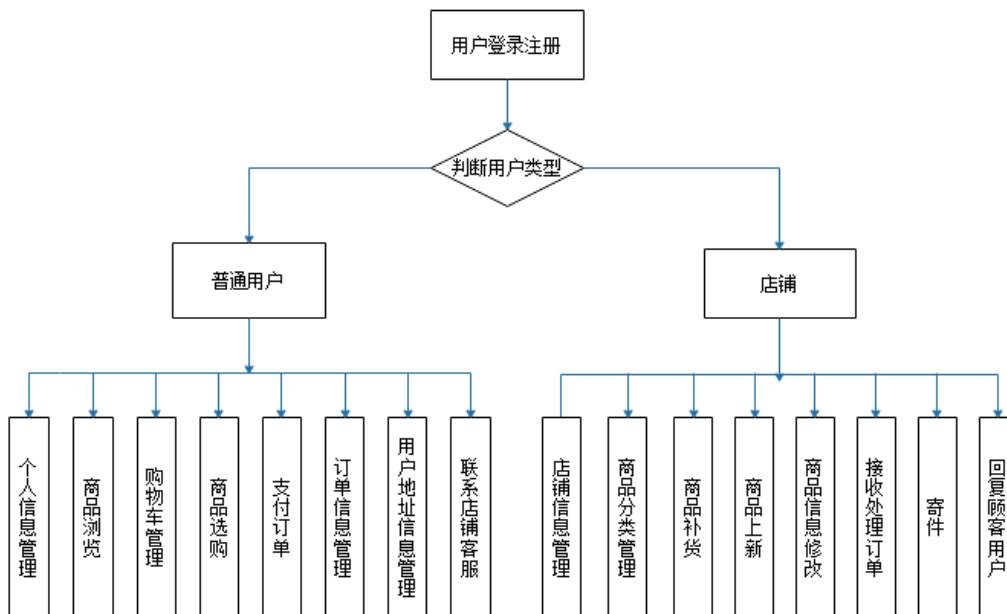 用户登录注册
判断用户类型
普通用户
店铺
个人信息管理
商品浏览
购物车管理
商品选购
支付订单
订单信息管理
用户地址信息管理
联系店铺客服
店铺信息管理
商品分类管理
商品补货
商品上新
商品信息修改
接收处理订单
寄件
回复顾客用户